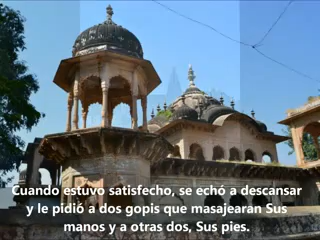 Cuando estuvo satisfecho, se echó a descansar
y le pidió a dos gopis que masajearan Sus
manos y a otras dos, Sus pies.